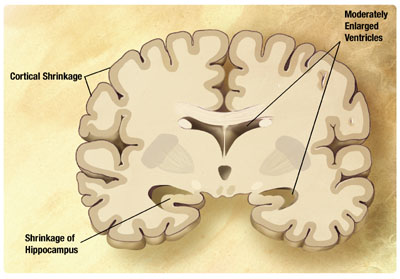 Moderately
Enlarged
Ventricles
Cortical Shrinkage
Shrinkage of
Hippocampus